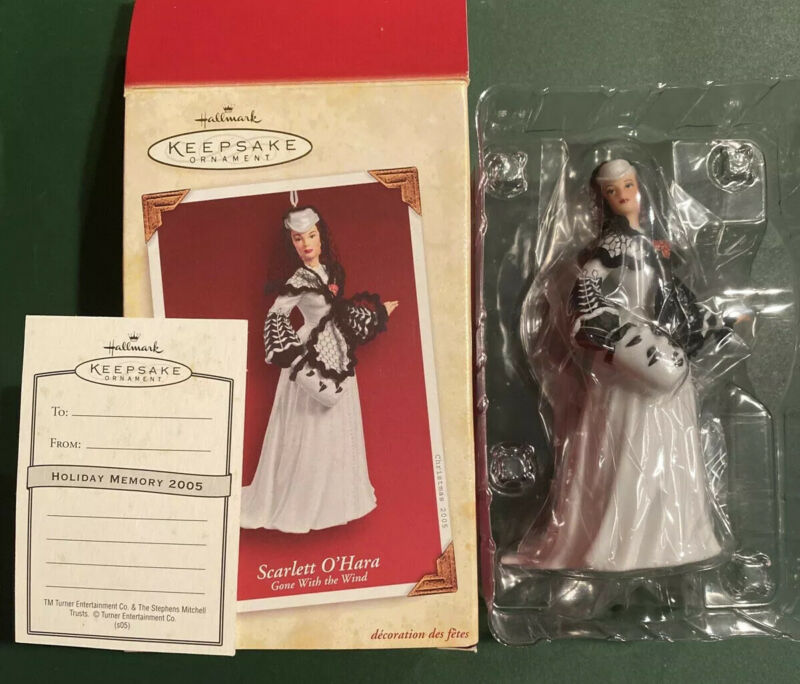 Hallmark
KEEPSAKE
ORNAMENT
Christmas 2005
Scarlett O'Hara
Gone With the Wind
décoration des fêtes
Hallmark
KEEPSAKE
ORNAMENT
TO:
FROM:
HOLIDAY MEMORY 2005
TM Turner Entertainment Co. & The Stephens Mitchell
Trusts. © Turner Entertainment Co.
(s05)